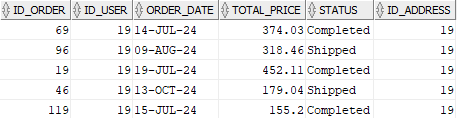 ID_ORDER ID_USER ORDER_DATE TOTAL_PRICE STATUS ID_ADDRESS
69 19 14-JUL-24 374.03 Completed 19
96 19 09-AUG-24 318.46 Shipped 19
19 19 19-JUL-24 452.11 Completed 19
46 19 13-OCT-24 179.04 Shipped 19
119 19 15-JUL-24 155.2 Completed 19